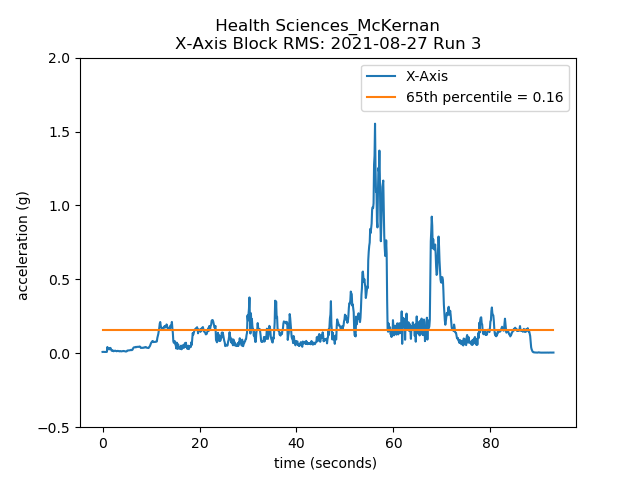 Health Sciences_McKernan
X-Axis Block RMS: 2021-08-27 Run 3
X-Axis
65th percentile = 0.16
acceleration (g)
2.0
1.5
1.0
0.5
0.0
−0.5
0 20 40 60 80
time (seconds)